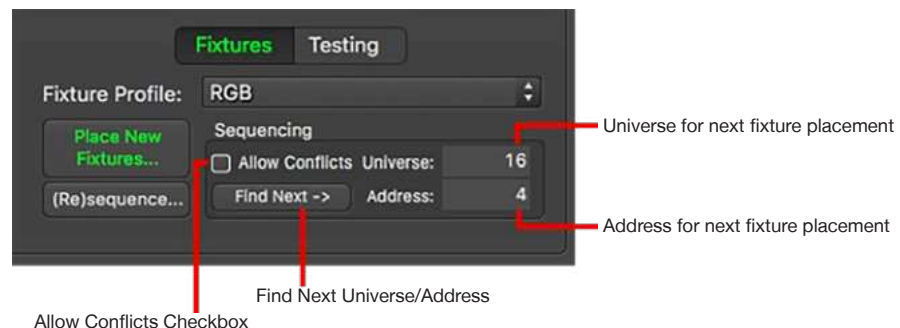 Fixtures Testing
Fixture Profile: RGB
Place New
Fixtures...
Sequencing
Allow Conflicts Universe: 16
(Re)sequence...
Find Next -> Address: 4
Universe for next fixture placement
Address for next fixture placement
Find Next Universe/Address
Allow Conflicts Checkbox